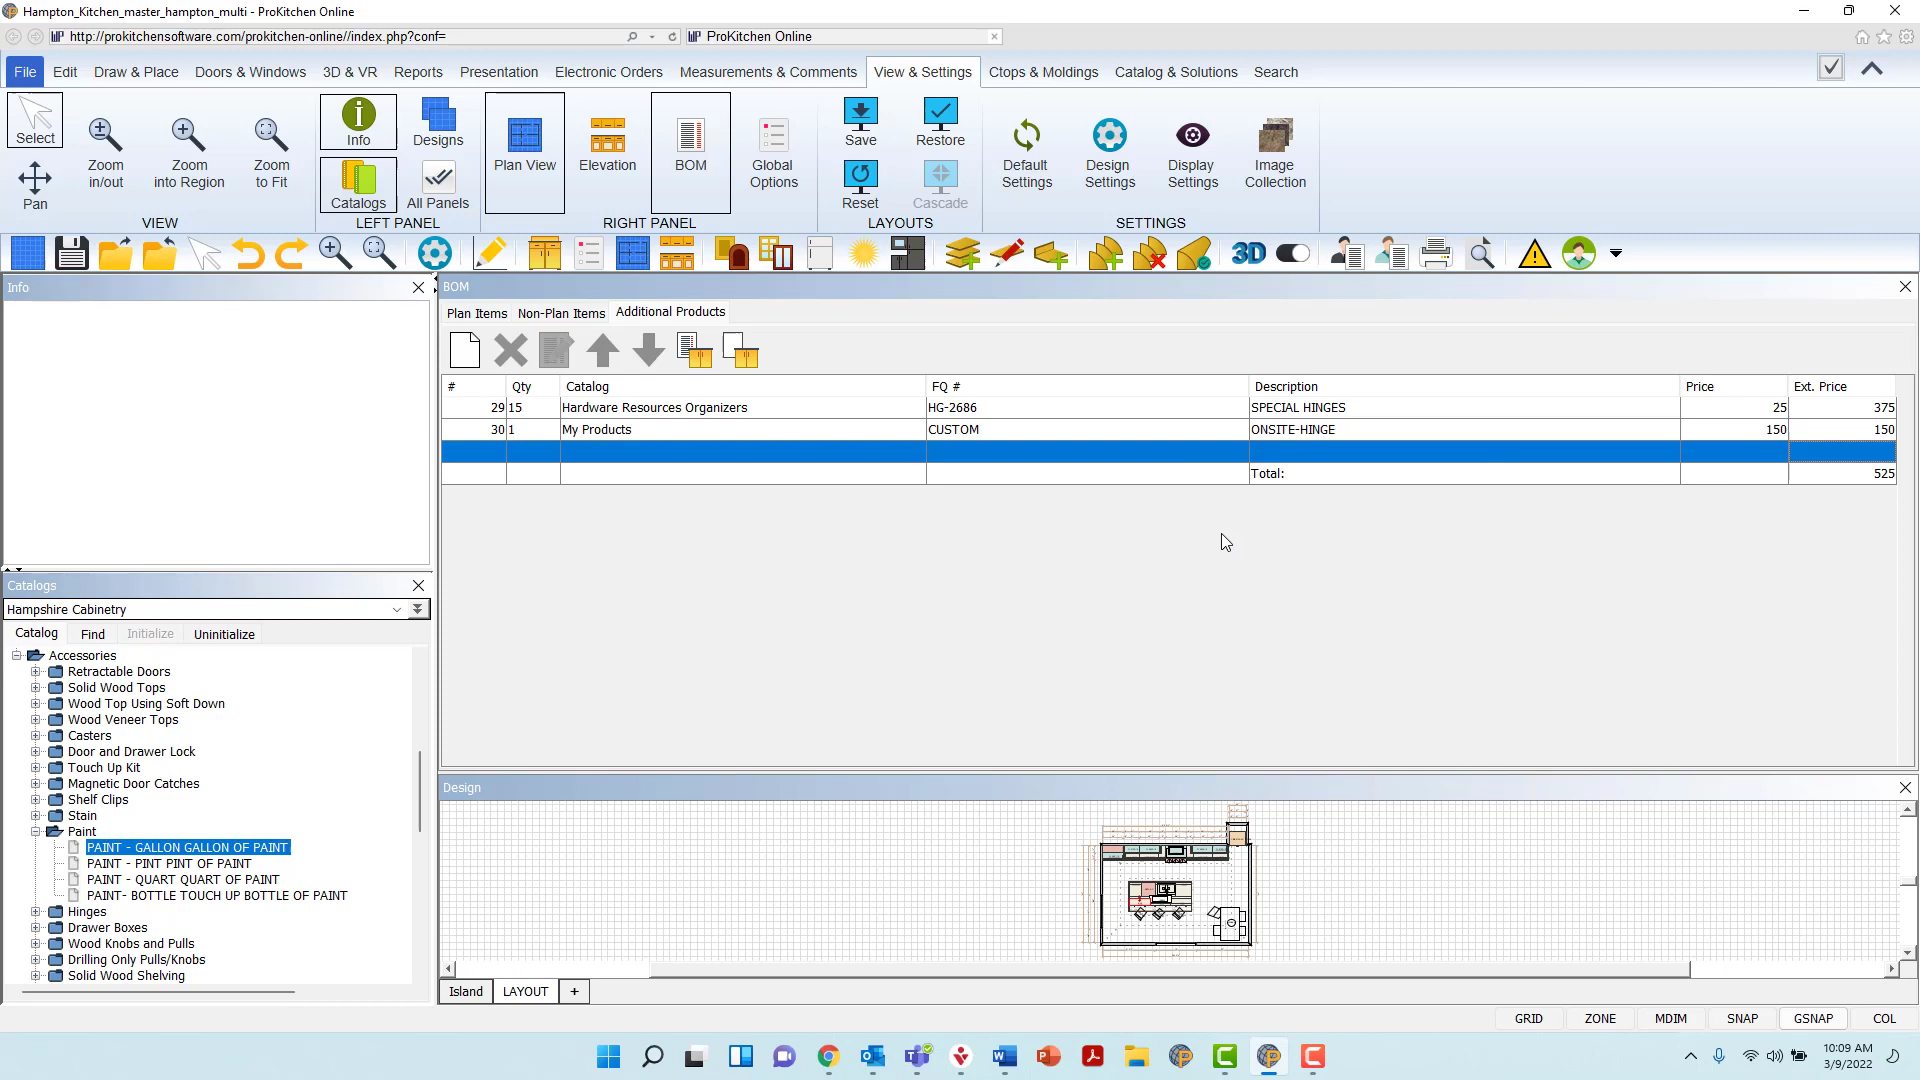 Hampton_Kitchen_master_hampton_multi - ProKitchen Online
http://prokitchensoftware.com/prokitchen-online//index.php?conf=
ProKitchen Online
File Edit Draw & Place Doors & Windows 3D & VR Reports Presentation Electronic Orders Measurements & Comments View & Settings Ctops & Moldings Catalog & Solutions Search
Select
Pan
Zoom in/out
Zoom into Region
Zoom to Fit
VIEW
Info
Designs
Catalogs
All Panels
LEFT PANEL
Plan View
Elevation
BOM
Global Options
RIGHT PANEL
Save
Restore
Reset
Cascade
LAYOUTS
Default Settings
Design Settings
Display Settings
Image Collection
SETTINGS
3D
Info
BOM
Plan Items Non-Plan Items Additional Products
# Qty Catalog FQ # Description Price Ext. Price
29 15 Hardware Resources Organizers HG-2686 SPECIAL HINGES 25 375
30 1 My Products CUSTOM ONSITE-HINGE 150 150
Total: 525
Catalogs
Hampshire Cabinetry
Catalog Find Initialize Uninitialize
Accessories
Retractable Doors
Solid Wood Tops
Wood Top Using Soft Down
Wood Veneer Tops
Casters
Door and Drawer Lock
Touch Up Kit
Magnetic Door Catches
Shelf Clips
Stain
Paint
PAINT - GALLON GALLON OF PAINT
PAINT - PINT PINT OF PAINT
PAINT - QUART QUART OF PAINT
PAINT- BOTTLE TOUCH UP BOTTLE OF PAINT
Hinges
Drawer Boxes
Wood Knobs and Pulls
Drilling Only Pulls/Knobs
Solid Wood Shelving
Design
Island LAYOUT +
GRID ZONE MDIM SNAP GSNAP COL
10:09 AM
3/9/2022